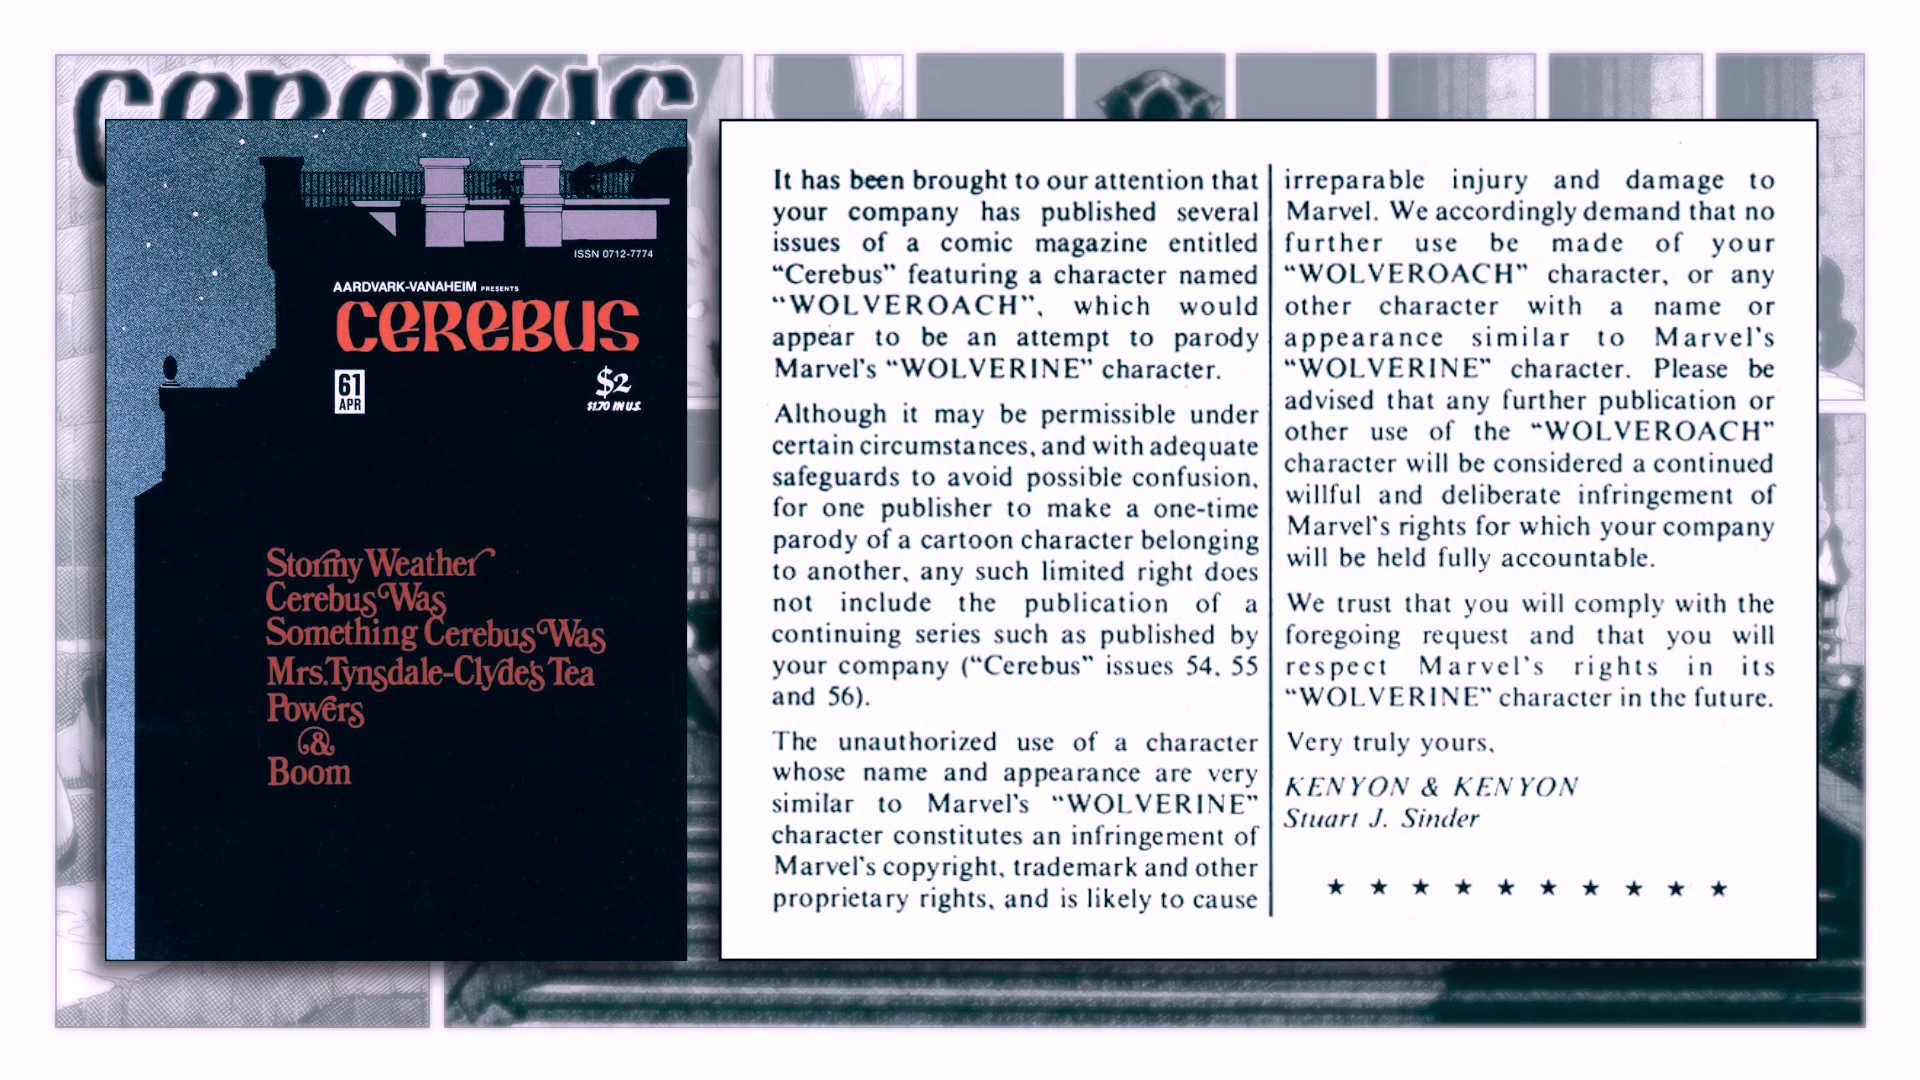 CEREBUS
ISSN 0712-7774
AARDVARK-VANAHEIM PRESENTS
CEREBUS
61
APR
$2
$1.70 IN U.S.
Stormy Weather
Cerebus Was
Something Cerebus Was
Mrs. Tynsdale-Clyde's Tea
Powers
&
Boom
It has been brought to our attention that
your company has published several
issues of a comic magazine entitled
“Cerebus” featuring a character named
“WOLVEROACH”, which would
appear to be an attempt to parody
Marvel's “WOLVERINE” character.
Although it may be permissible under
certain circumstances, and with adequate
safeguards to avoid possible confusion,
for one publisher to make a one-time
parody of a cartoon character belonging
to another, any such limited right does
not include the publication of a
continuing series such as published by
your company (“Cerebus” issues 54, 55
and 56).
The unauthorized use of a character
whose name and appearance are very
similar to Marvel's “WOLVERINE”
character constitutes an infringement of
Marvel's copyright, trademark and other
proprietary rights, and is likely to cause
irreparable injury and damage to
Marvel. We accordingly demand that no
further use be made of your
“WOLVEROACH” character, or any
other character with a name or
appearance similar to Marvel's
“WOLVERINE” character. Please be
advised that any further publication or
other use of the “WOLVEROACH”
character will be considered a continued
willful and deliberate infringement of
Marvel's rights for which your company
will be held fully accountable.
We trust that you will comply with the
foregoing request and that you will
respect Marvel's rights in its
“WOLVERINE” character in the future.
Very truly yours,
KENYON & KENYON
Stuart J. Sinder